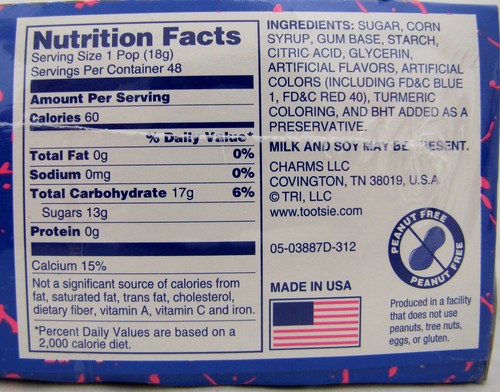 Nutrition Facts
Serving Size 1 Pop (18g)
Servings Per Container 48
Amount Per Serving
Calories 60
% Daily Value*
Total Fat 0g 0%
Sodium 0mg 0%
Total Carbohydrate 17g 6%
Sugars 13g
Protein 0g
Calcium 15%
Not a significant source of calories from
fat, saturated fat, trans fat, cholesterol,
dietary fiber, vitamin A, vitamin C and iron.
*Percent Daily Values are based on a
2,000 calorie diet.
INGREDIENTS: SUGAR, CORN
SYRUP, GUM BASE, STARCH,
CITRIC ACID, GLYCERIN,
ARTIFICIAL FLAVORS, ARTIFICIAL
COLORS (INCLUDING FD&C BLUE
1, FD&C RED 40), TURMERIC
COLORING, AND BHT ADDED AS A
PRESERVATIVE.
MILK AND SOY MAY BE PRESENT.
CHARMS LLC
COVINGTON, TN 38019, U.S.A.
© TRI, LLC
www.tootsie.com
05-03887D-312
PEANUT FREE
PEANUT FREE
MADE IN USA
Produced in a facility
that does not use
peanuts, tree nuts,
eggs, or gluten.